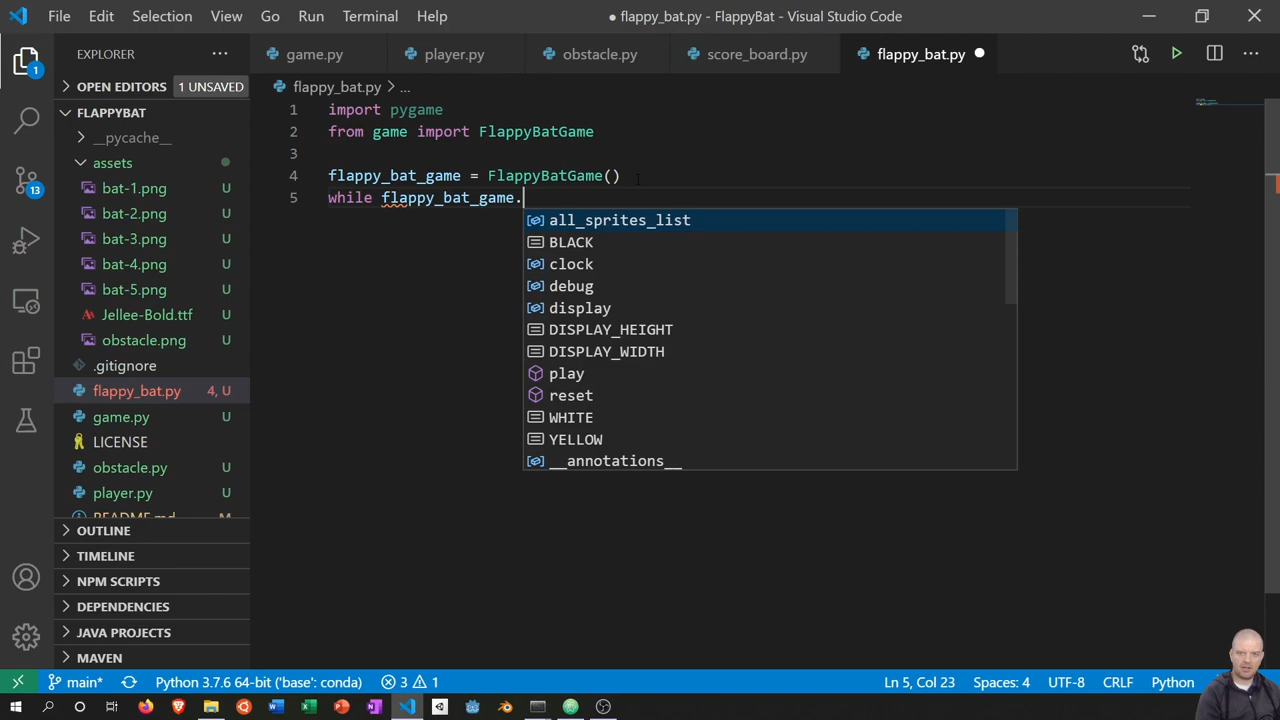 File Edit Selection View Go Run Terminal Help
● flappy_bat.py - FlappyBat - Visual Studio Code
EXPLORER
game.py player.py obstacle.py score_board.py flappy_bat.py
1
OPEN EDITORS 1 UNSAVED
flappy_bat.py > ...
FLAPPYBAT
__pycache__
assets
bat-1.png U
bat-2.png U
bat-3.png U
bat-4.png U
bat-5.png U
Jellee-Bold.ttf U
obstacle.png U
.gitignore
flappy_bat.py 4, U
game.py U
LICENSE
obstacle.py U
player.py U
README.md M
OUTLINE
TIMELINE
NPM SCRIPTS
DEPENDENCIES
JAVA PROJECTS
MAVEN
13
1 import pygame
2 from game import FlappyBatGame
3
4 flappy_bat_game = FlappyBatGame()
5 while flappy_bat_game.
all_sprites_list
BLACK
clock
debug
display
DISPLAY_HEIGHT
DISPLAY_WIDTH
play
reset
WHITE
YELLOW
__annotations__
main* Python 3.7.6 64-bit ('base': conda) 3 1 Ln 5, Col 23 Spaces: 4 UTF-8 CRLF Python